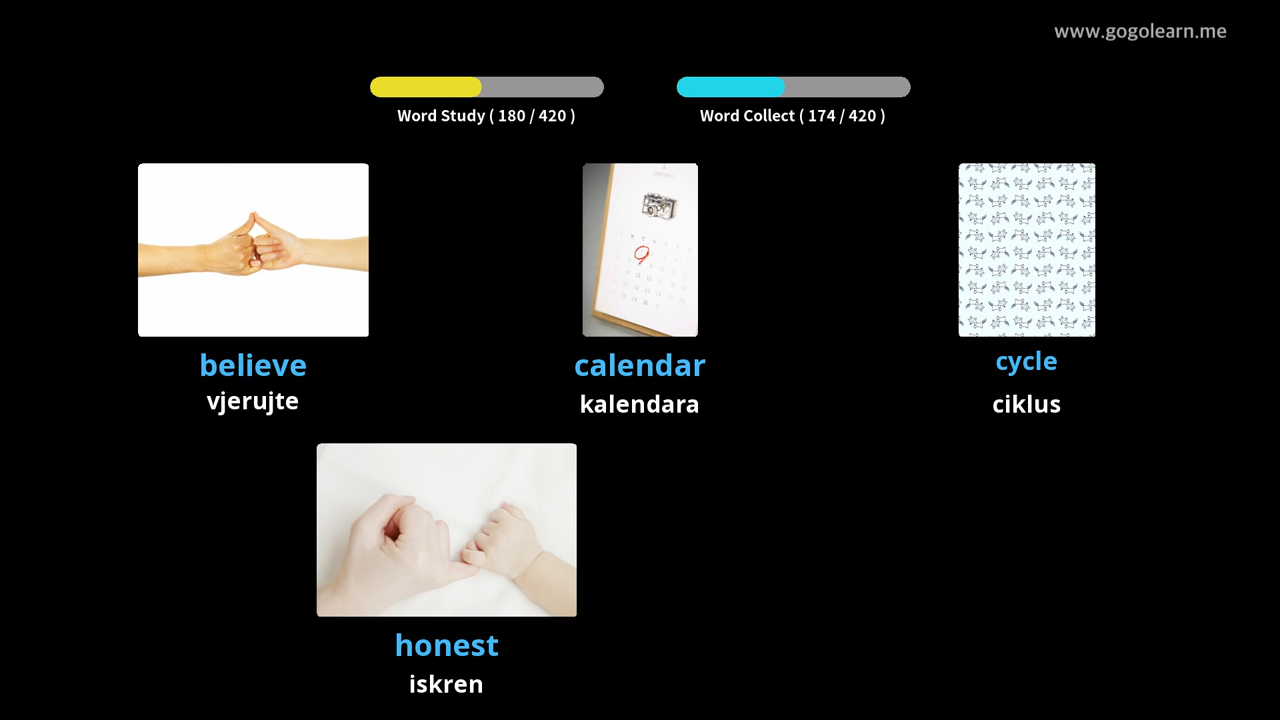 www.gogolearn.me
Word Study ( 180 / 420 )
Word Collect ( 174 / 420 )
believe
calendar
cycle
vjerujte
kalendara
ciklus
honest
iskren